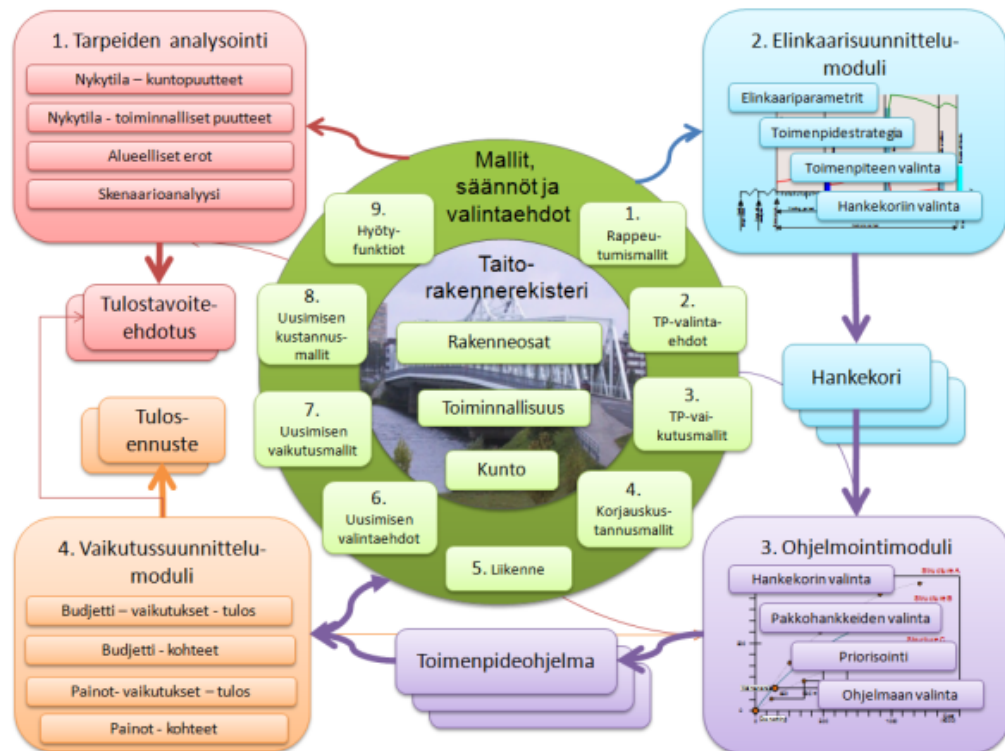 1. Tarpeiden analysointi
Nykytila – kuntopuutteet
Nykytila - toiminnalliset puutteet
Alueelliset erot
Skenaarioanalyysi
Tulostavoite-
ehdotus
Tulos-
ennuste
4. Vaikutussuunnittelu-
moduli
Budjetti – vaikutukset - tulos
Budjetti - kohteet
Painot- vaikutukset – tulos
Painot - kohteet
Mallit,
säännöt ja
valintaehdot
1.
Rappeu-
tumismallit
2.
TP-valinta-
ehdot
3.
TP-vai-
kutusmallit
4.
Korjauskus-
tannusmallit
5. Liikenne
6.
Uusimisen
valintaehdot
7.
Uusimisen
vaikutusmallit
8.
Uusimisen
kustannus-
mallit
9.
Hyöty-
funktiot
Taito-
rakennerekisteri
Rakenneosat
Toiminnallisuus
Kunto
2. Elinkaarisuunnittelu-
moduli
Elinkaariparametrit
Toimenpidestrategia
Toimenpiteen valinta
Hankekoriin valinta
Hankekori
3. Ohjelmointimoduli
Structure A
Hankekorin valinta
Structure B
Pakkohankkeiden valinta
Structure C
Priorisointi
Ohjelmaan valinta
Toimenpideohjelma